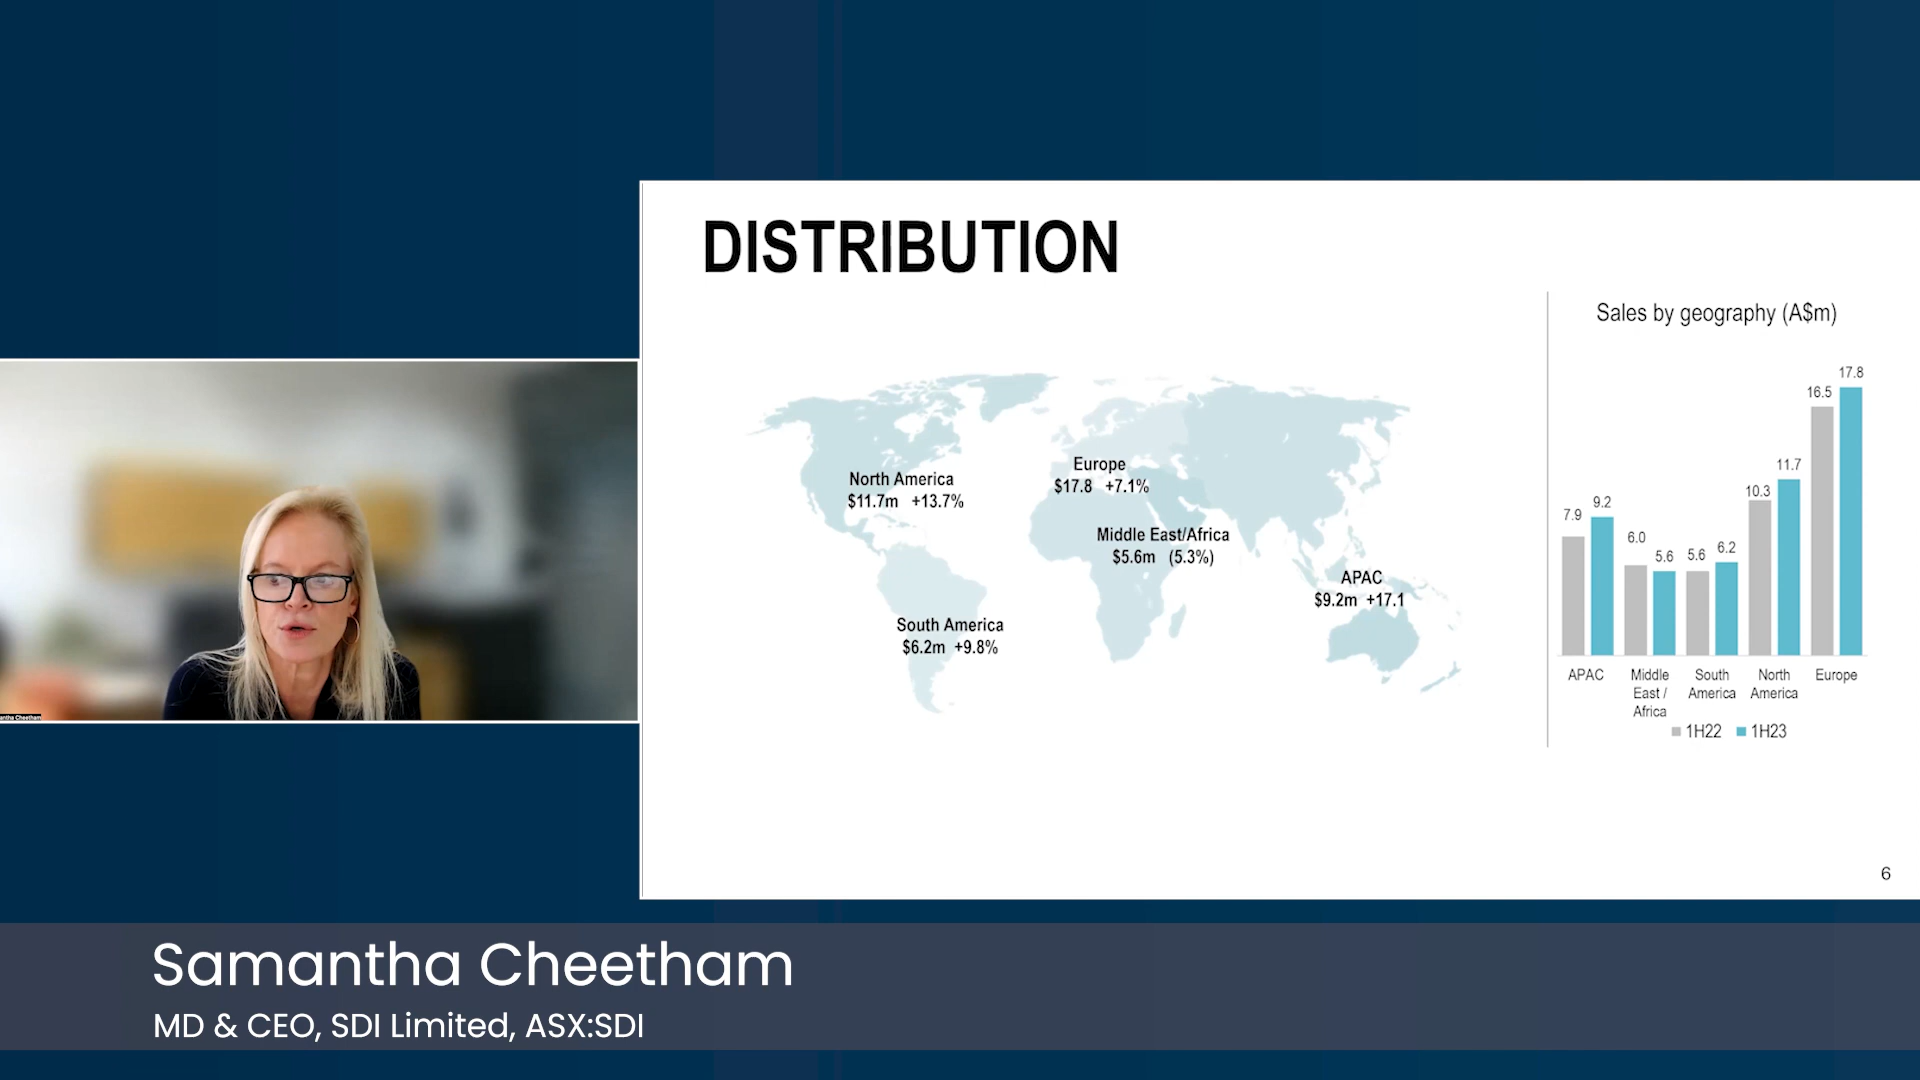 DISTRIBUTION
North America
$11.7m +13.7%
Europe
$17.8 +7.1%
Middle East/Africa
$5.6m (5.3%)
APAC
$9.2m +17.1
South America
$6.2m +9.8%
Sales by geography (A$m)
7.9
9.2
6.0
5.6
5.6
6.2
10.3
11.7
16.5
17.8
APAC
Middle
East /
Africa
South
America
North
America
Europe
1H22
1H23
6
antha Cheetham
Samantha Cheetham
MD & CEO, SDI Limited, ASX:SDI